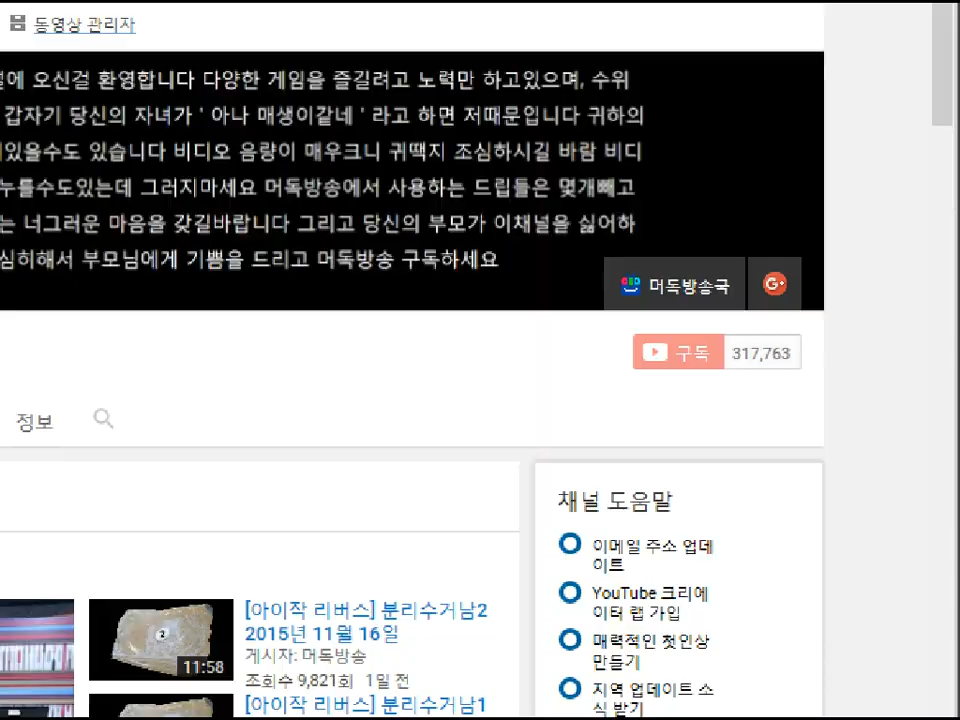 동영상 관리자
에 오신걸 환영합니다 다양한 게임을 즐길려고 노력만 하고있으며, 수위
갑자기 당신의 자녀가 ' 아나 매생이같네 ' 라고 하면 저때문입니다 귀하의
있을수도 있습니다 비디오 음량이 매우크니 귀떽지 조심하시길 바람 비디
누를수도있는데 그러지마세요 머독방송에서 사용하는 드립들은 몇개빼고
는 너그러운 마음을 갖길바랍니다 그리고 당신의 부모가 이채널을 싫어하
심히해서 부모님에게 기쁨을 드리고 머독방송 구독하세요
머독방송국
G+
구독 317,763
정보
채널 도움말
이메일 주소 업데
이트
YouTube 크리에
이터 랩 가입
매력적인 첫인상
만들기
지역 업데이트 소
식 받기
2
11:58
[아이작 리버스] 분리수거남2
2015년 11월 16일
게시자: 머독방송
조회수 9,821회 1일 전
[아이작 리버스] 분리수거남1